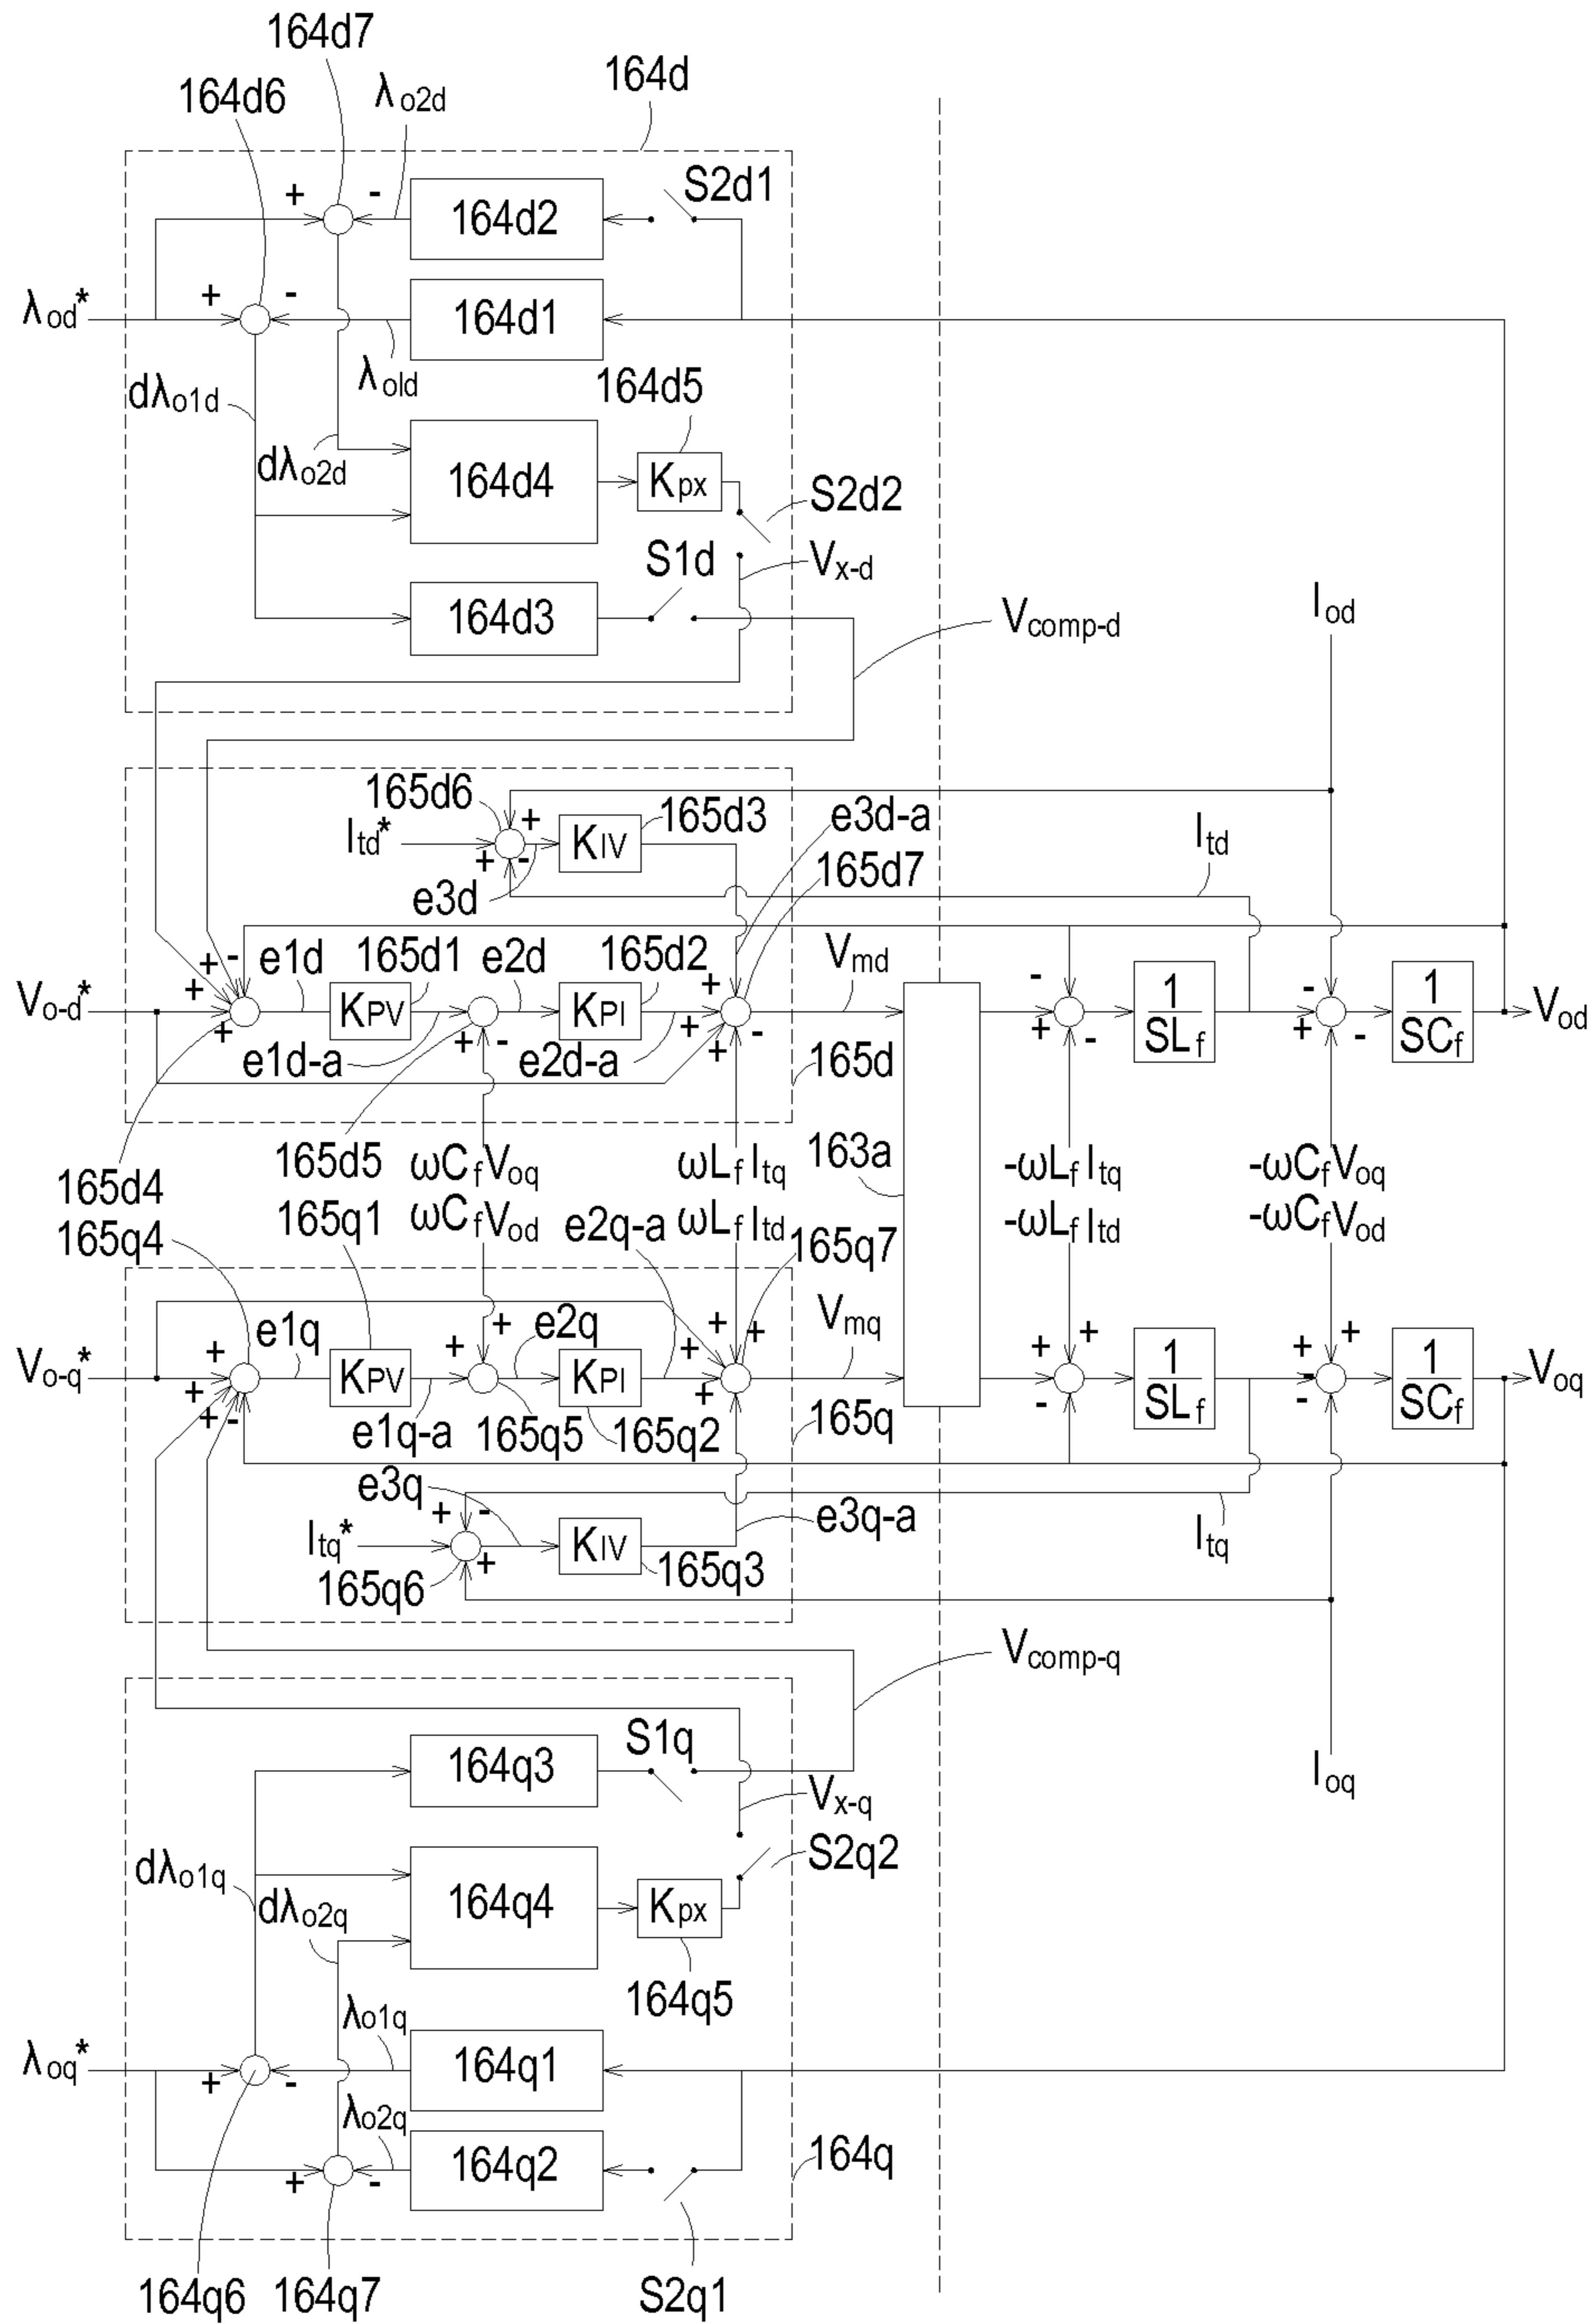 164d7
164d6
λo2d
164d
+
-
S2d1
164d2
λod*
+
-
164d1
λold
dλo1d
164d5
dλo2d
164d4
Kpx
S2d2
S1d
Vx-d
164d3
Vcomp-d
Iod
165d6
Itd*
+
+
-
KIV
165d3
e3d-a
Itd
165d7
e3d
Vo-d*
+
-
+
+
e1d
165d1
KPV
e1d-a
e2d
+
-
165d2
KPI
e2d-a
+
+
+
-
Vmd
-
+
-
1
SLf
-
+
-
1
SCf
Vod
165d
165d4
165d5
ωCfVoq
ωLfItq
163a
-ωLfItq
-ωCfVoq
165q4
165q1
ωCfVod
e2q-a
ωLfItd
165q7
-ωLfItd
-ωCfVod
Vo-q*
+
+
+
-
e1q
KPV
e1q-a
+
+
e2q
KPI
165q5
165q2
+
+
+
+
Vmq
165q
+
+
-
1
SLf
+
+
-
1
SCf
Voq
e3q
Itq*
+
-
+
KIV
165q6
165q3
e3q-a
Itq
Vcomp-q
164q3
S1q
Ioq
Vx-q
dλo1q
dλo2q
164q4
Kpx
S2q2
164q5
λo1q
λoq*
+
-
164q1
λo2q
+
-
164q2
164q
164q6
164q7
S2q1